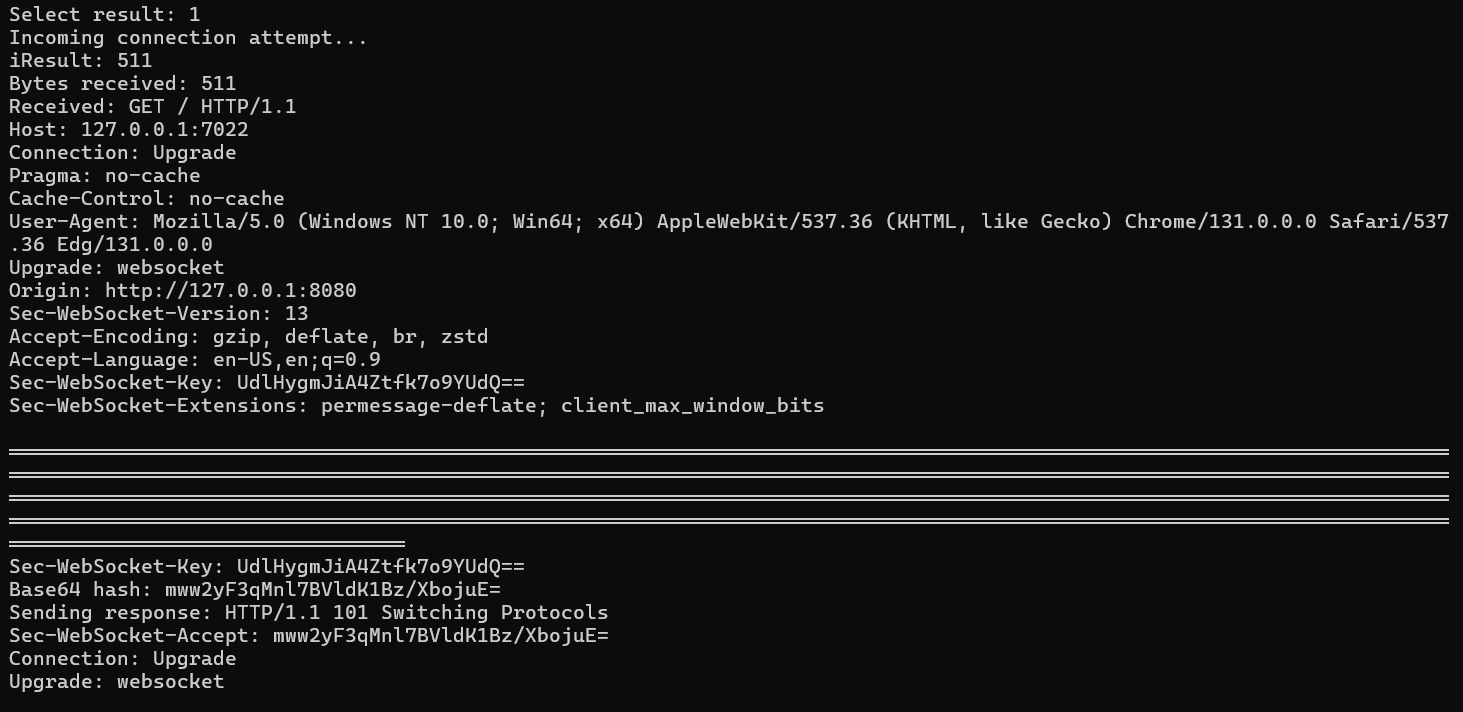 Select result: 1
Incoming connection attempt...
iResult: 511
Bytes received: 511
Received: GET / HTTP/1.1
Host: 127.0.0.1:7022
Connection: Upgrade
Pragma: no-cache
Cache-Control: no-cache
User-Agent: Mozilla/5.0 (Windows NT 10.0; Win64; x64) AppleWebKit/537.36 (KHTML, like Gecko) Chrome/131.0.0.0 Safari/537
.36 Edg/131.0.0.0
Upgrade: websocket
Origin: http://127.0.0.1:8080
Sec-WebSocket-Version: 13
Accept-Encoding: gzip, deflate, br, zstd
Accept-Language: en-US,en;q=0.9
Sec-WebSocket-Key: UdlHygmJiA4Ztfk7o9YUdQ==
Sec-WebSocket-Extensions: permessage-deflate; client_max_window_bits
Sec-WebSocket-Key: UdlHygmJiA4Ztfk7o9YUdQ==
Base64 hash: mww2yF3qMnl7BVldK1Bz/XbojuE=
Sending response: HTTP/1.1 101 Switching Protocols
Sec-WebSocket-Accept: mww2yF3qMnl7BVldK1Bz/XbojuE=
Connection: Upgrade
Upgrade: websocket